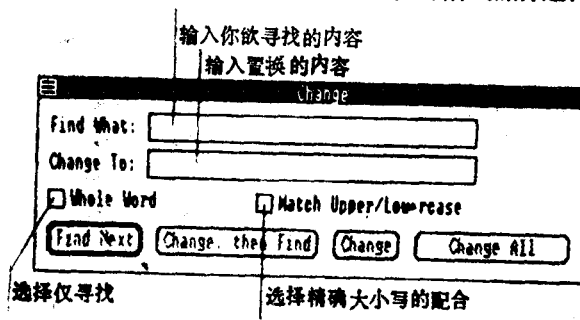 输入你欲寻找的内容
输入置换的内容
Change
Find What:
Change To:
Whole Word
Match Upper/Lowercase
Find Next
Change, then Find
Change
Change All
选择仅寻找
选择精确大小写的配合